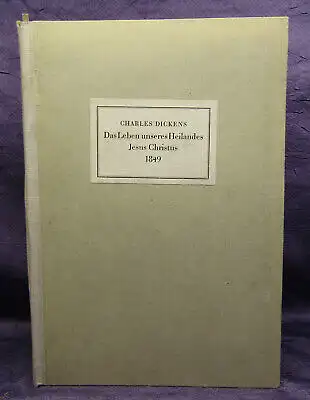 CHARLES DICKENS
Das Leben unseres Heilandes
Jesus Christus
1849